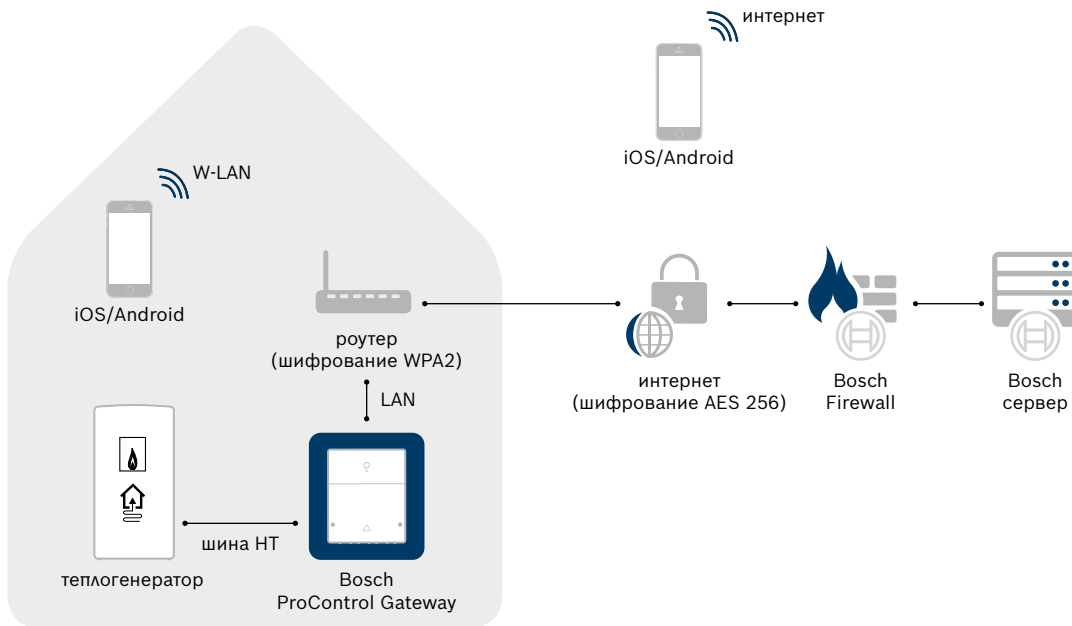 интернет
iOS/Android
W-LAN
iOS/Android
роутер
(шифрование WPA2)
интернет
(шифрование AES 256)
Bosch
Firewall
Bosch
сервер
LAN
шина HT
теплогенератор
Bosch
ProControl Gateway